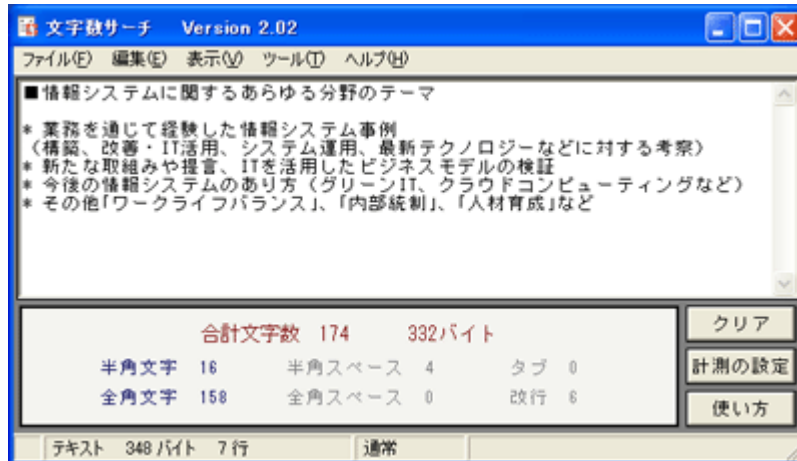 文字数サーチ Version 2.02
ファイル(F) 編集(E) 表示(V) ツール(T) ヘルプ(H)
■情報システムに関するあらゆる分野のテーマ
* 業務を通じて経験した情報システム事例
（構築、改善・IT活用、システム運用、最新テクノロジーなどに対する考察）
* 新たな取組みや提言、ITを活用したビジネスモデルの検証
* 今後の情報システムのあり方（グリーンIT、クラウドコンピューティングなど）
* その他「ワークライフバランス」、「内部統制」、「人材育成」など
合計文字数 174 332バイト
半角文字 16 半角スペース 4 タブ 0
全角文字 158 全角スペース 0 改行 6
クリア
計測の設定
使い方
テキスト 348バイト 7行 通常